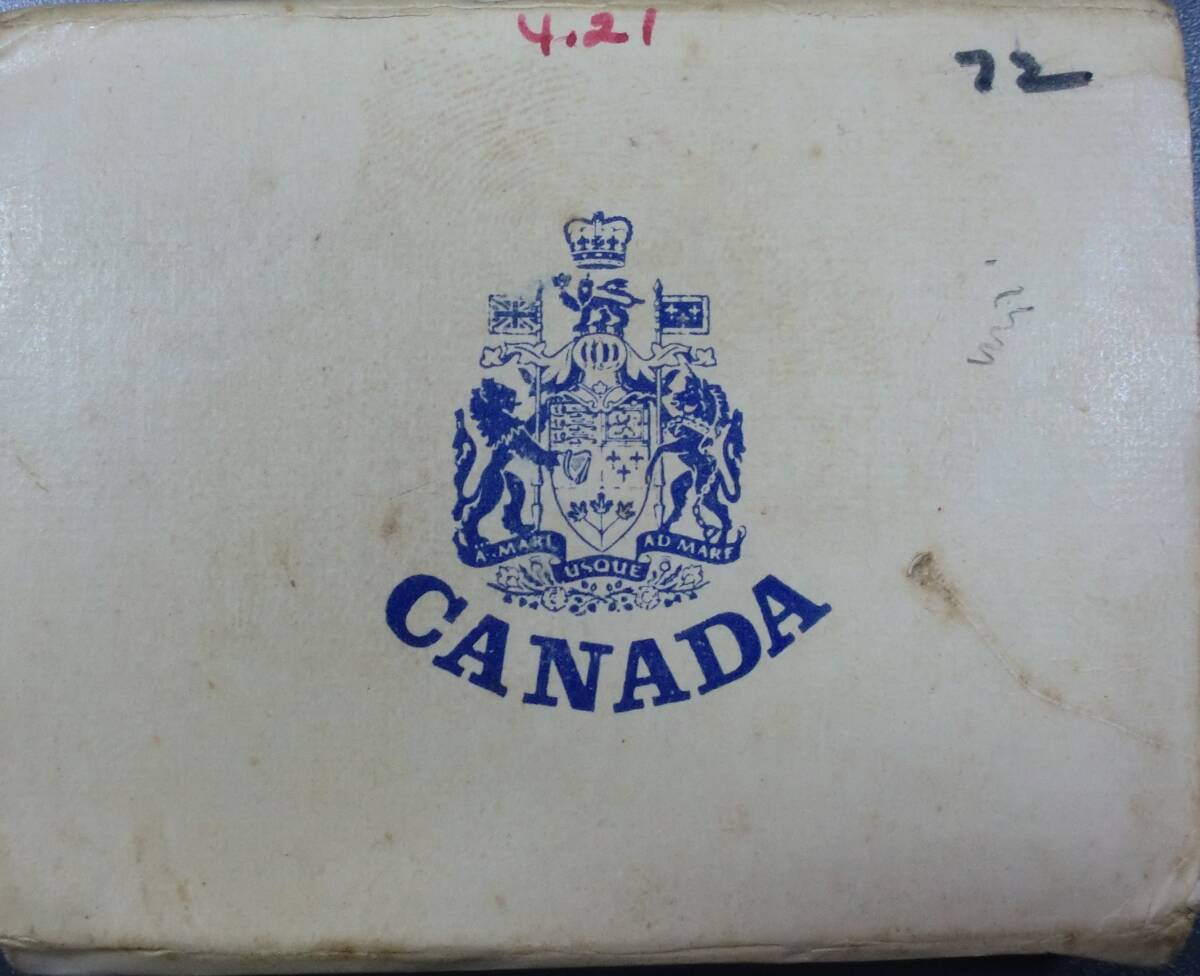 4.21
72
A MARI USQUE AD MARE
CANADA